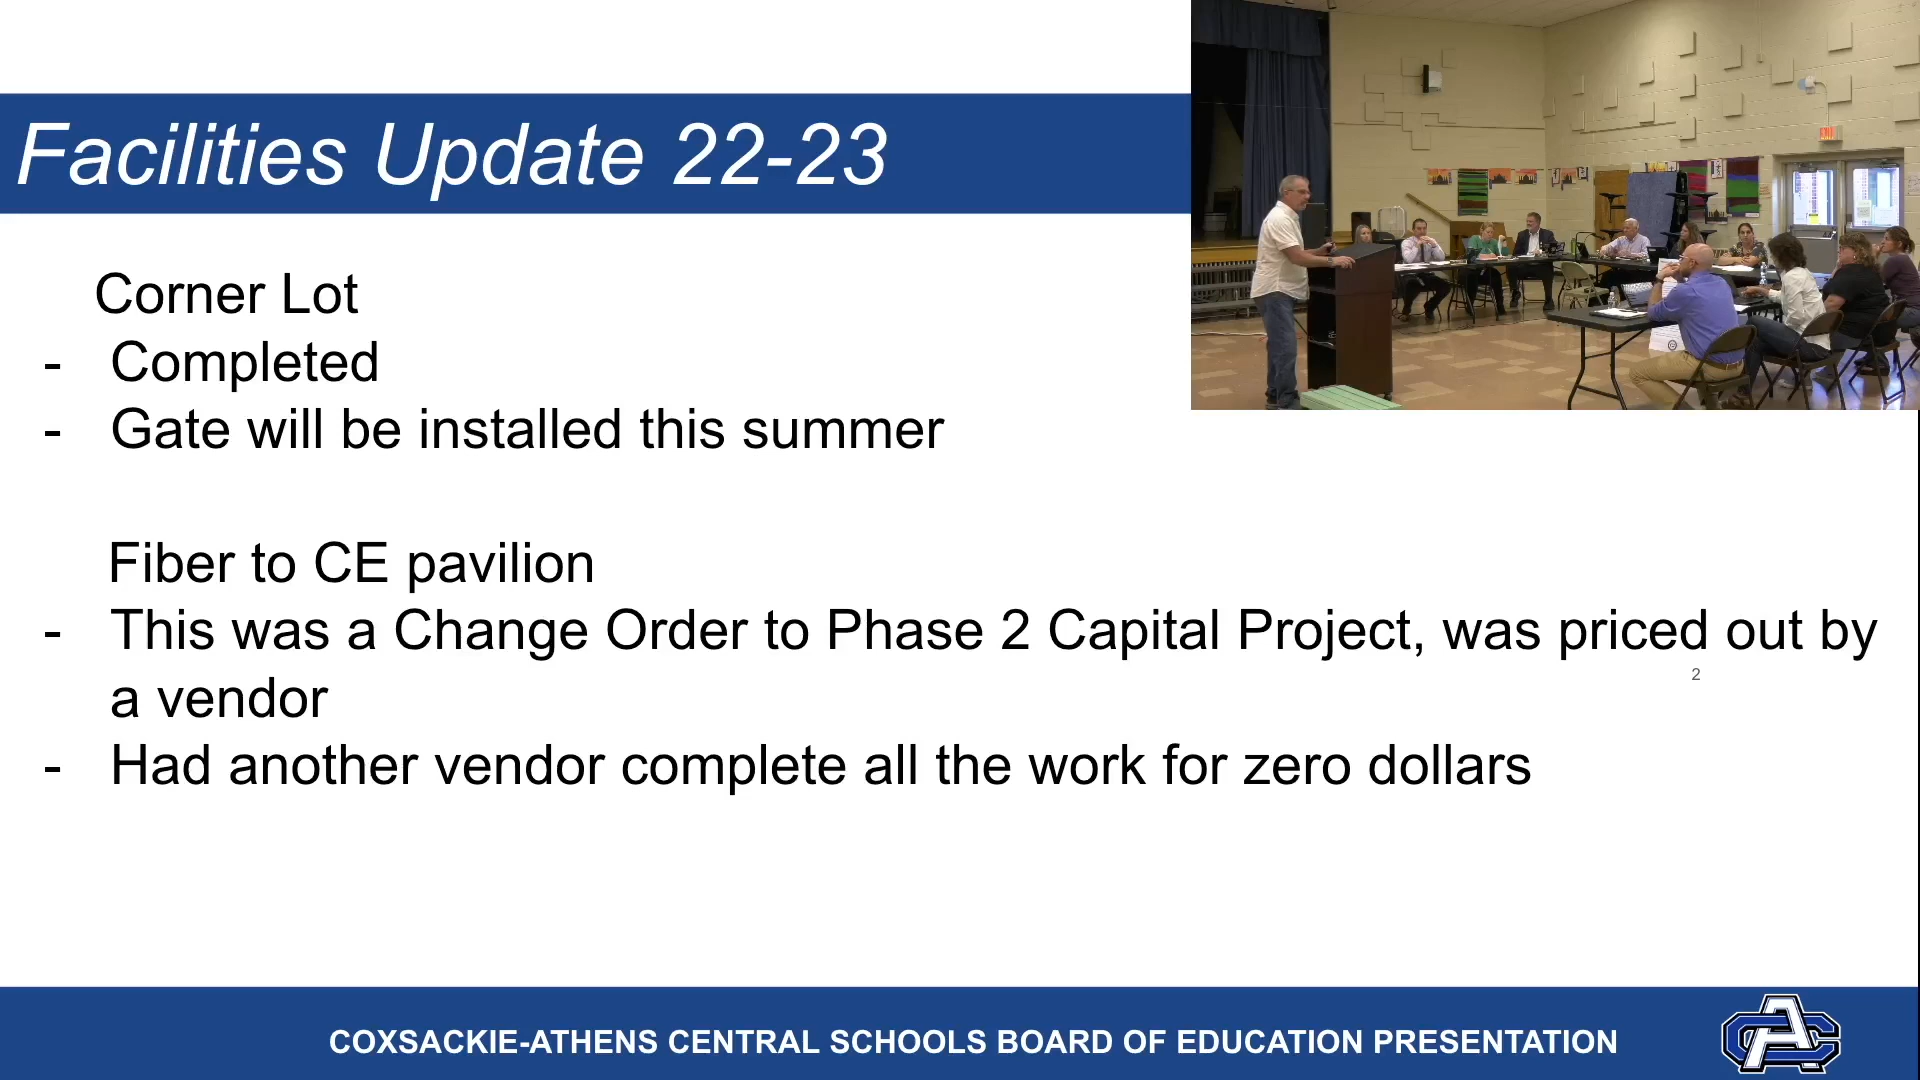 Facilities Update 22-23
Corner Lot
- Completed
- Gate will be installed this summer
Fiber to CE pavilion
- This was a Change Order to Phase 2 Capital Project, was priced out by
a vendor
2
- Had another vendor complete all the work for zero dollars
COXSACKIE-ATHENS CENTRAL SCHOOLS BOARD OF EDUCATION PRESENTATION
CA